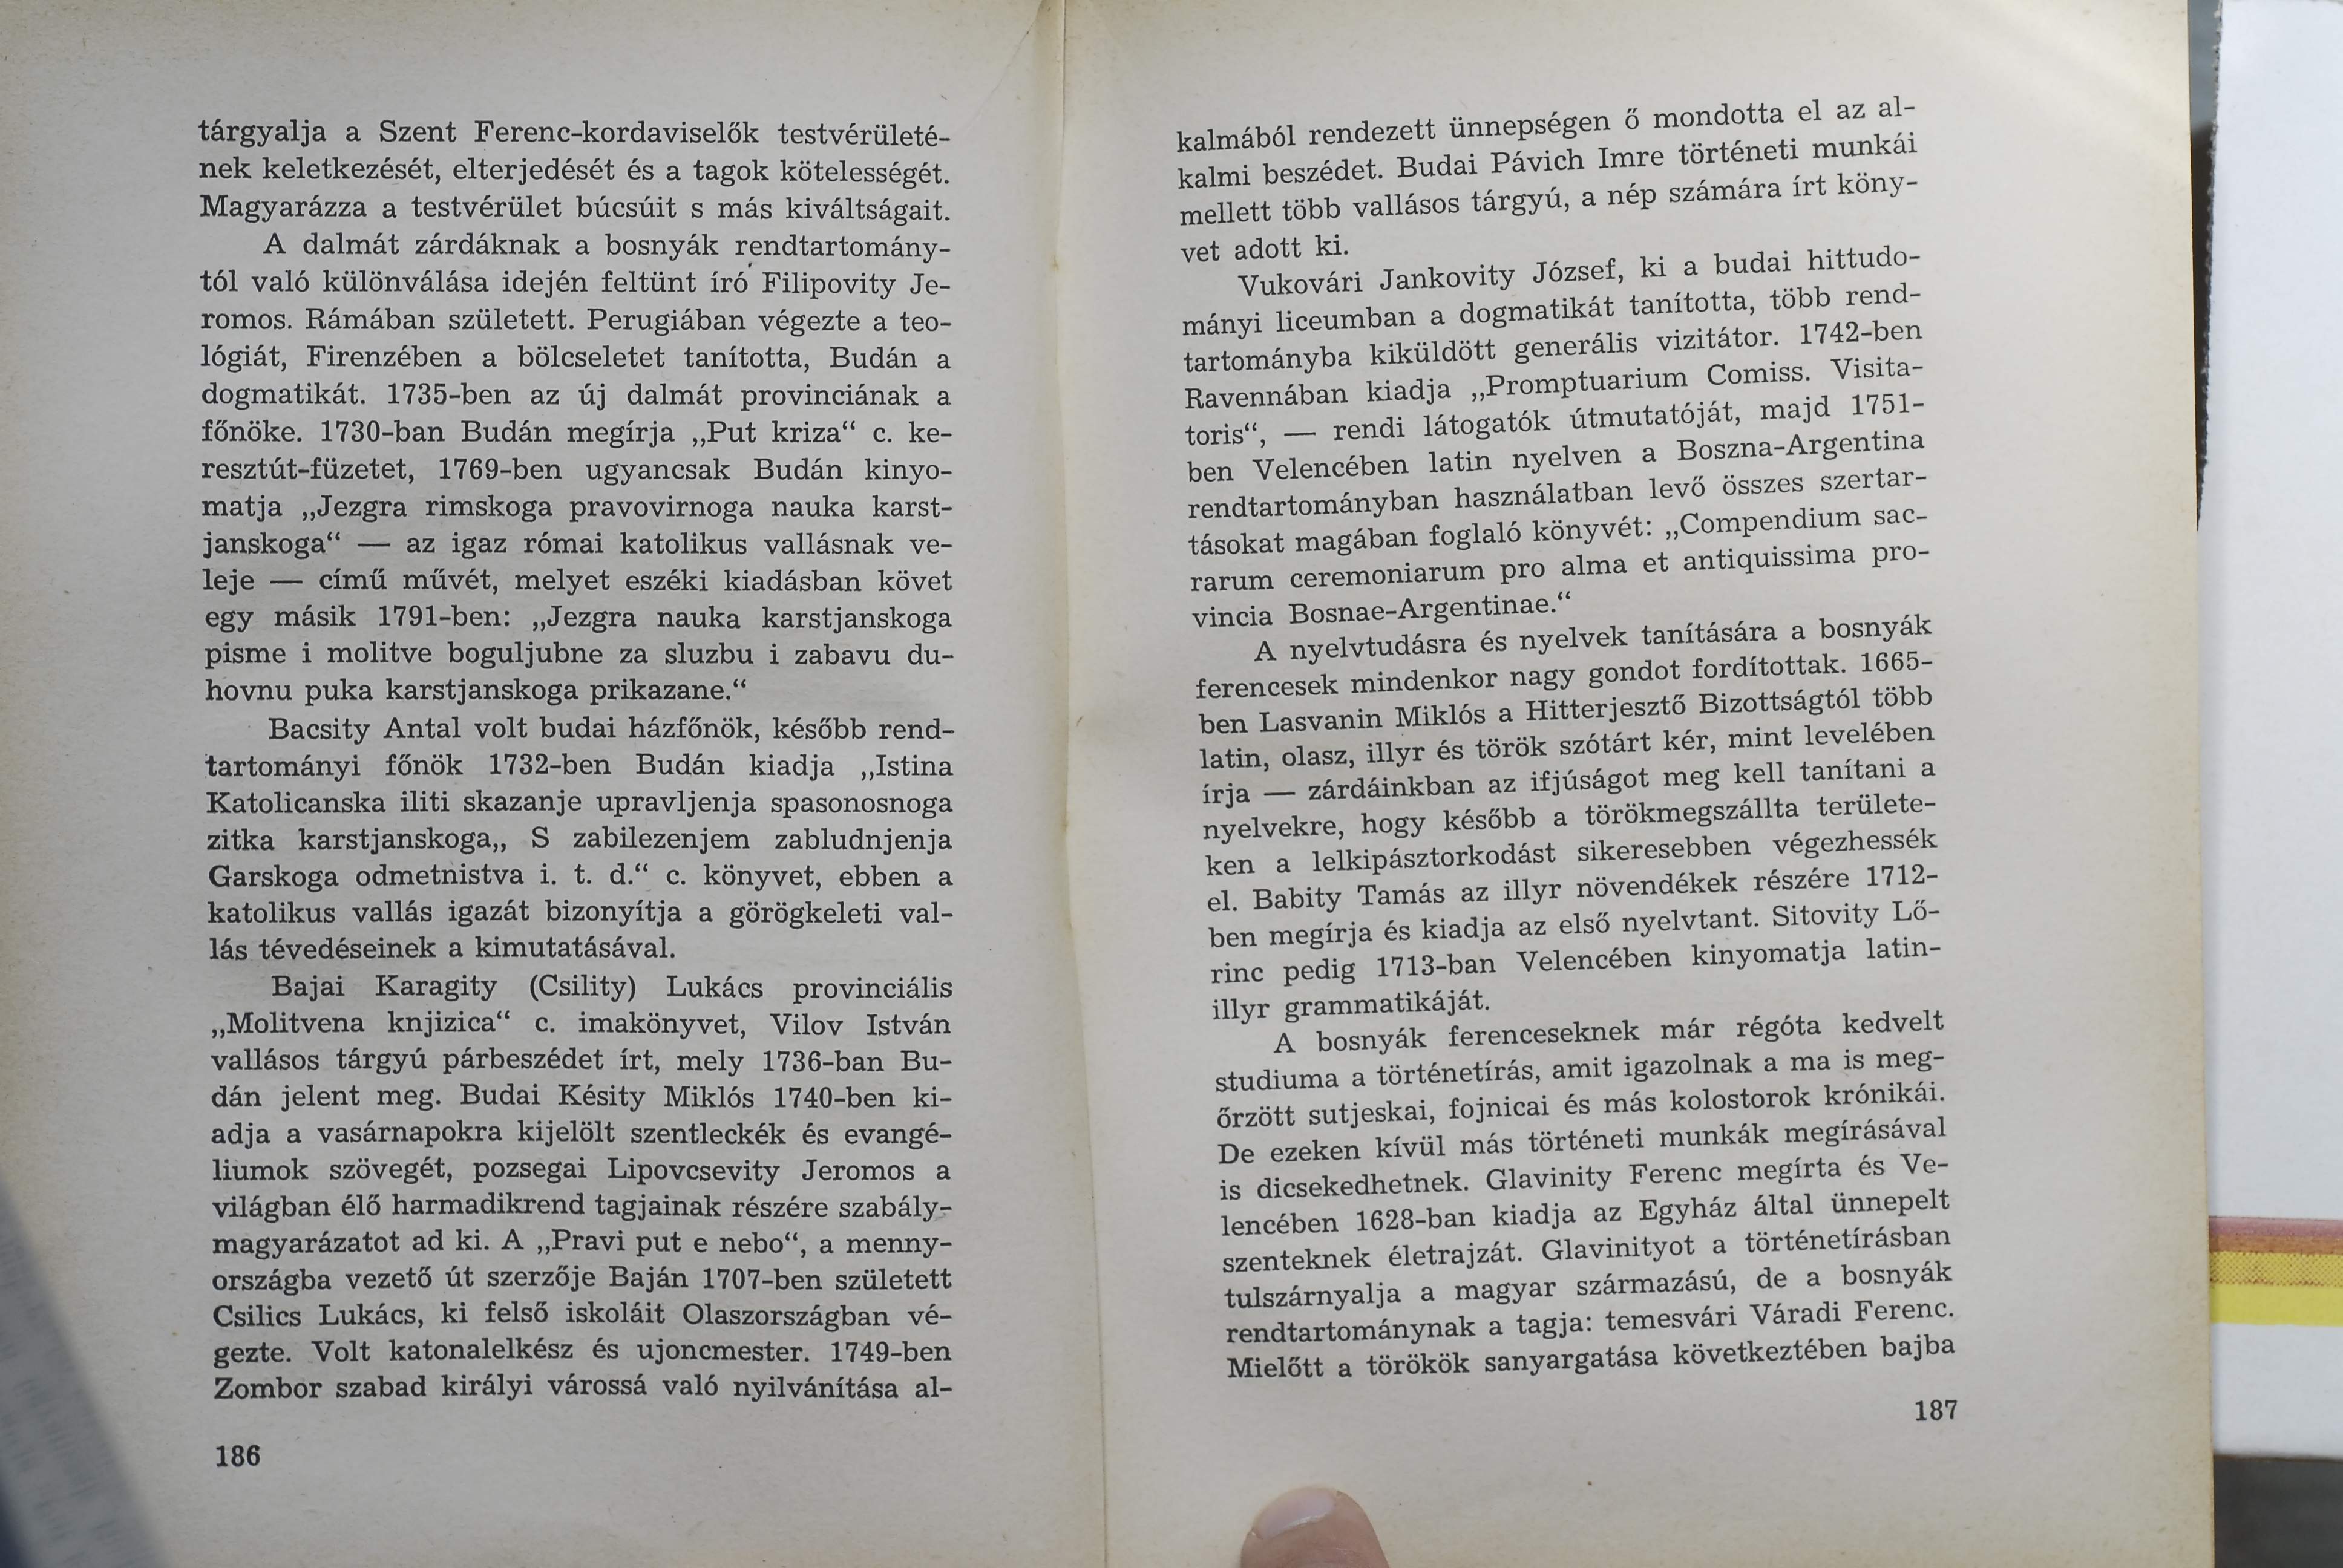 tárgyalja a Szent Ferenc-kordaviselők testvérületé-
nek keletkezését, elterjedését és a tagok kötelességét.
Magyarázza a testvérület búcsúit s más kiváltságait.
A dalmát zárdáknak a bosnyák rendtartomány-
tól való különválása idején feltünt író Filipovity Je-
romos. Rámában született. Perugiában végezte a teo-
lógiát, Firenzében a bölcseletet tanította, Budán a
dogmatikát. 1735-ben az új dalmát provinciának a
főnöke. 1730-ban Budán megírja „Put kriza“ c. ke-
resztút-füzetet, 1769-ben ugyancsak Budán kinyo-
matja „Jezgra rimskoga pravovirnoga nauka karst-
janskoga“ — az igaz római katolikus vallásnak ve-
leje — című művét, melyet eszéki kiadásban követ
egy másik 1791-ben: „Jezgra nauka karstjanskoga
pisme i molitve boguljubne za sluzbu i zabavu du-
hovnu puka karstjanskoga prikazane.“
Bacsity Antal volt budai házfőnök, később rend-
tartományi főnök 1732-ben Budán kiadja „Istina
Katolicanska iliti skazanje upravljenja spasonosnoga
zitka karstjanskoga„ S zabilezenjem zabludnjenja
Garskoga odmetnistva i. t. d.“ c. könyvet, ebben a
katolikus vallás igazát bizonyítja a görögkeleti val-
lás tévedéseinek a kimutatásával.
Bajai Karagity (Csility) Lukács provinciális
„Molitvena knjizica“ c. imakönyvet, Vilov István
vallásos tárgyú párbeszédet írt, mely 1736-ban Bu-
dán jelent meg. Budai Késity Miklós 1740-ben ki-
adja a vasárnapokra kijelölt szentleckék és evangé-
liumok szövegét, pozsegai Lipovcsevity Jeromos a
világban élő harmadikrend tagjainak részére szabály-
magyarázatot ad ki. A „Pravi put e nebo“, a menny-
országba vezető út szerzője Baján 1707-ben született
Csilics Lukács, ki felső iskoláit Olaszországban vé-
gezte. Volt katonalelkész és ujoncmester. 1749-ben
Zombor szabad királyi várossá való nyilvánítása al-
186
kalmából rendezett ünnepségen ő mondotta el az al-
kalmi beszédet. Budai Pávich Imre történeti munkái
mellett több vallásos tárgyú, a nép számára írt köny-
vet adott ki.
Vukovári Jankovity József, ki a budai hittudo-
mányi liceumban a dogmatikát tanította, több rend-
tartományba kiküldött generális vizitátor. 1742-ben
Ravennában kiadja „Promptuarium Comiss. Visita-
toris“, — rendi látogatók útmutatóját, majd 1751-
ben Velencében latin nyelven a Boszna-Argentina
rendtartományban használatban levő összes szertar-
tásokat magában foglaló könyvét: „Compendium sac-
rarum ceremoniarum pro alma et antiquissima pro-
vincia Bosnae-Argentinae.“
A nyelvtudásra és nyelvek tanítására a bosnyák
ferencesek mindenkor nagy gondot fordítottak. 1665-
ben Lasvanin Miklós a Hitterjesztő Bizottságtól több
latin, olasz, illyr és török szótárt kér, mint levelében
írja — zárdáinkban az ifjúságot meg kell tanítani a
nyelvekre, hogy később a törökmegszállta területe-
ken a lelkipásztorkodást sikeresebben végezhessék
el. Babity Tamás az illyr növendékek részére 1712-
ben megírja és kiadja az első nyelvtant. Sitovity Lő-
rinc pedig 1713-ban Velencében kinyomatja latin-
illyr grammatikáját.
A bosnyák ferenceseknek már régóta kedvelt
studiuma a történetírás, amit igazolnak a ma is meg-
őrzött sutjeskai, fojnicai és más kolostorok krónikái.
De ezeken kívül más történeti munkák megírásával
is dicsekedhetnek. Glavinity Ferenc megírta és Ve-
lencében 1628-ban kiadja az Egyház által ünnepelt
szenteknek életrajzát. Glavinityot a történetírásban
tulszárnyalja a magyar származású, de a bosnyák
rendtartománynak a tagja: temesvári Váradi Ferenc.
Mielőtt a törökök sanyargatása következtében bajba
187